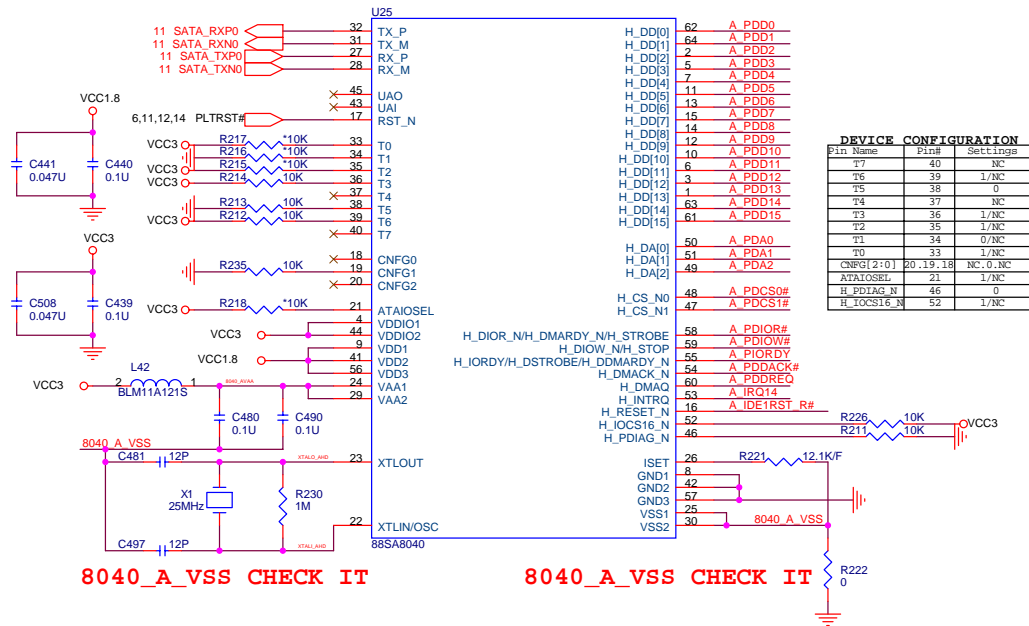 U25
11 SATA_RXP0 32 TX_P
11 SATA_RXN0 31 TX_M
11 SATA_TXP0 27 RX_P
11 SATA_TXN0 28 RX_M
45 UAO
43 UAI
6,11,12,14 PLTRST# 17 RST_N
VCC3 R217 *10K 33 T0
R216 *10K 34 T1
VCC3 R215 *10K 35 T2
VCC3 R214 *10K 36 T3
37 T4
R213 10K 38 T5
VCC3 R212 *10K 39 T6
40 T7
18 CNFG0
R235 10K 19 CNFG1
20 CNFG2
VCC3 R218 *10K 21 ATAIOSEL
4 VDDIO1
VCC3 44 VDDIO2
9 VDD1
VCC1.8 41 VDD2
56 VDD3
L42
VCC3 2 1 8040_AVAA 24 VAA1
BLM11A121S
29 VAA2
C480
0.1U
C490
0.1U
8040_A_VSS
C481 12P XTALO_AHD 23 XTLOUT
X1
25MHz
R230
1M
C497 12P XTALI_AHD 22 XTLIN/OSC
88SA8040
VCC1.8
C441
0.047U
C440
0.1U
VCC3
C508
0.047U
C439
0.1U
H_DD[0] 62 A_PDD0
H_DD[1] 64 A_PDD1
H_DD[2] 2 A_PDD2
H_DD[3] 5 A_PDD3
H_DD[4] 7 A_PDD4
H_DD[5] 11 A_PDD5
H_DD[6] 13 A_PDD6
H_DD[7] 15 A_PDD7
H_DD[8] 14 A_PDD8
H_DD[9] 12 A_PDD9
H_DD[10] 10 A_PDD10
H_DD[11] 6 A_PDD11
H_DD[12] 3 A_PDD12
H_DD[13] 1 A_PDD13
H_DD[14] 63 A_PDD14
H_DD[15] 61 A_PDD15
H_DA[0] 50 A_PDA0
H_DA[1] 51 A_PDA1
H_DA[2] 49 A_PDA2
H_CS_N0 48 A_PDCS0#
H_CS_N1 47 A_PDCS1#
H_DIOR_N/H_DMARDY_N/H_STROBE 58 A_PDIOR#
H_DIOW_N/H_STOP 59 A_PDIOW#
H_IORDY/H_DSTROBE/H_DDMARDY_N 55 A_PIORDY
H_DMACK_N 54 A_PDDACK#
H_DMAQ 60 A_PDDREQ
H_INTRQ 53 A_IRQ14
H_RESET_N 16 A_IDE1RST_R#
H_IOCS16_N 52 R226 10K VCC3
H_PDIAG_N 46 R211 10K
ISET 26 R221 12.1K/F
GND1 8
GND2 42
GND3 57
VSS1 25
VSS2 30 8040_A_VSS
R222
0
DEVICE CONFIGURATION
Pin Name Pin# Settings
T7 40 NC
T6 39 1/NC
T5 38 0
T4 37 NC
T3 36 1/NC
T2 35 1/NC
T1 34 0/NC
T0 33 1/NC
CNFG[2:0] 20.19.18 NC.0.NC
ATAIOSEL 21 1/NC
H_PDIAG_N 46 0
H_IOCS16_N 52 1/NC
8040_A_VSS CHECK IT
8040_A_VSS CHECK IT